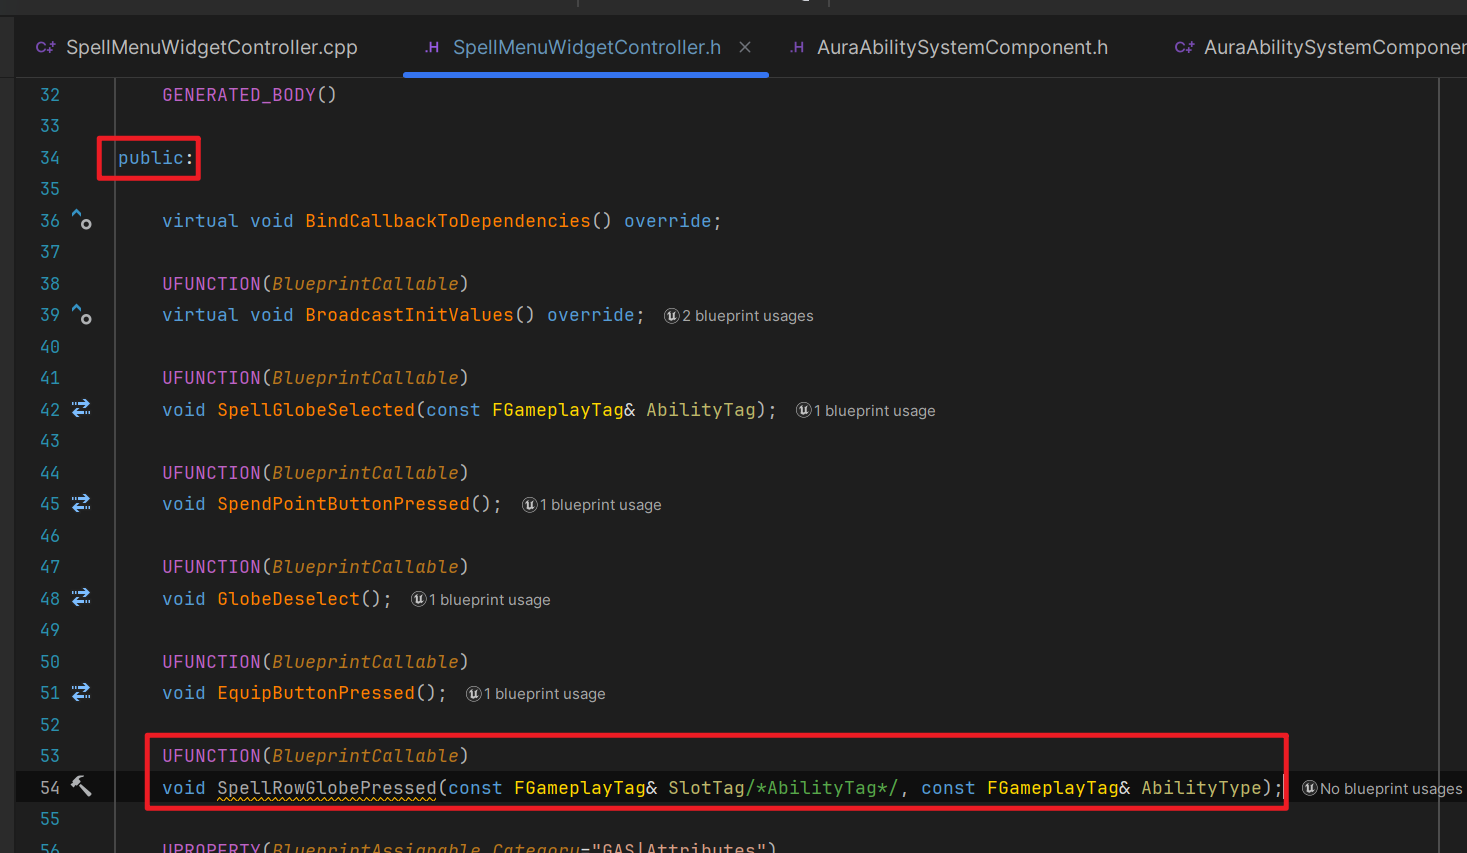 SpellMenuWidgetController.cpp .H SpellMenuWidgetController.h × .H AuraAbilitySystemComponent.h AuraAbilitySystemComponen
32 GENERATED_BODY()
33
34 public:
35
36 virtual void BindCallbackToDependencies() override;
37
38 UFUNCTION(BlueprintCallable)
39 virtual void BroadcastInitValues() override; 2 blueprint usages
40
41 UFUNCTION(BlueprintCallable)
42 void SpellGlobeSelected(const FGameplayTag& AbilityTag); 1 blueprint usage
43
44 UFUNCTION(BlueprintCallable)
45 void SpendPointButtonPressed(); 1 blueprint usage
46
47 UFUNCTION(BlueprintCallable)
48 void GlobeDeselect(); 1 blueprint usage
49
50 UFUNCTION(BlueprintCallable)
51 void EquipButtonPressed(); 1 blueprint usage
52
53 UFUNCTION(BlueprintCallable)
54 void SpellRowGlobePressed(const FGameplayTag& SlotTag/*AbilityTag*/, const FGameplayTag& AbilityType); No blueprint usages
55
56 UPROPERTY(BlueprintAssignable,Category="GAS|Attributes")